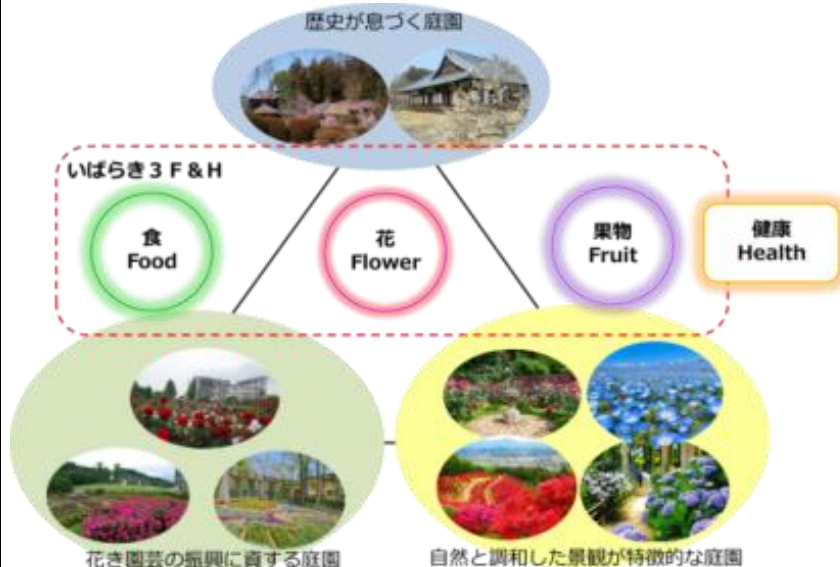 歴史が息づく庭園
いばらき３Ｆ＆Ｈ
食
Food
花
Flower
果物
Fruit
健康
Health
花き園芸の振興に資する庭園
自然と調和した景観が特徴的な庭園